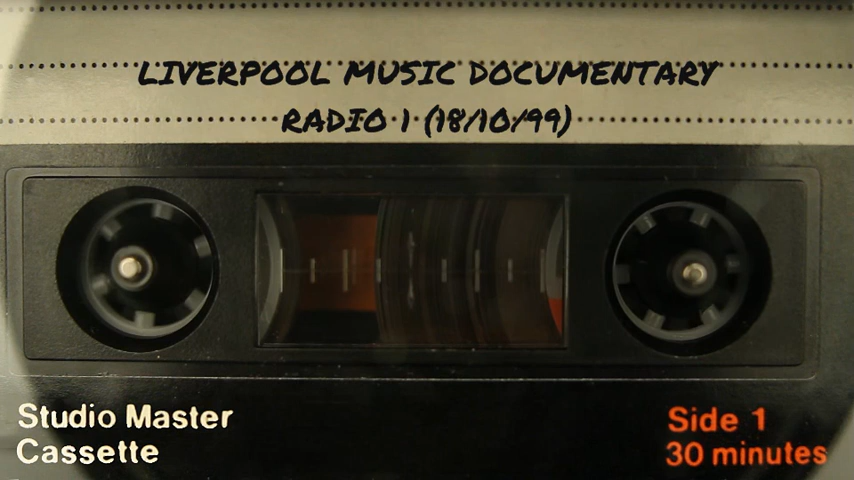 LIVERPOOL MUSIC DOCUMENTARY
RADIO 1 (18/10/99)
Studio Master
Cassette
Side 1
30 minutes